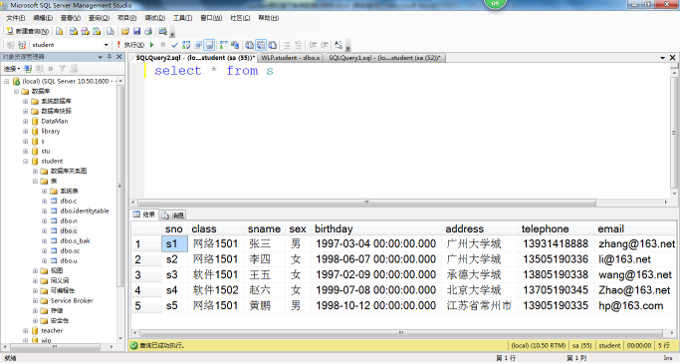 Microsoft SQL Server Management Studio
69
文件(F) 编辑(E) 查看(V) 查询(Q) 项目(P) 调试(D) 工具(T) 窗口(W) 社区(C) 帮助(H)
新建查询(N)
student 执行(X)
对象资源管理器
SQLQuery2.sql - (lo....student (sa (55))* WLP.student - dbo.s SQLQuery1.sql - (lo....student (sa (52))*
连接
(local) (SQL Server 10.50.1600 -
数据库
系统数据库
数据库快照
DataMan
library
s
stu
student
数据库关系图
表
系统表
dbo.c
dbo.identitytable
dbo.n
dbo.s
dbo.s_bak
dbo.sc
dbo.u
视图
同义词
可编程性
Service Broker
存储
安全性
teacher
wlp
select * from s
结果 消息
sno class sname sex birthday address telephone email
1 s1 网络1501 张三 男 1997-03-04 00:00:00.000 广州大学城 13931418888 zhang@163.net
2 s2 网络1501 李四 女 1998-06-07 00:00:00.000 广州大学城 13505190336 li@163.net
3 s3 软件1501 王五 女 1997-02-09 00:00:00.000 承德大学城 13805190338 wang@163.net
4 s4 软件1502 赵六 女 1999-07-08 00:00:00.000 北京大学城 13705190345 Zhao@163.net
5 s5 网络1501 黄鹏 男 1998-10-12 00:00:00.000 江苏省常州市 13905190335 hp@163.com
查询已成功执行。 (local) (10.50 RTM) sa (55) student 00:00:00 5 行
就绪 第 1 行 第 1 列 Ins